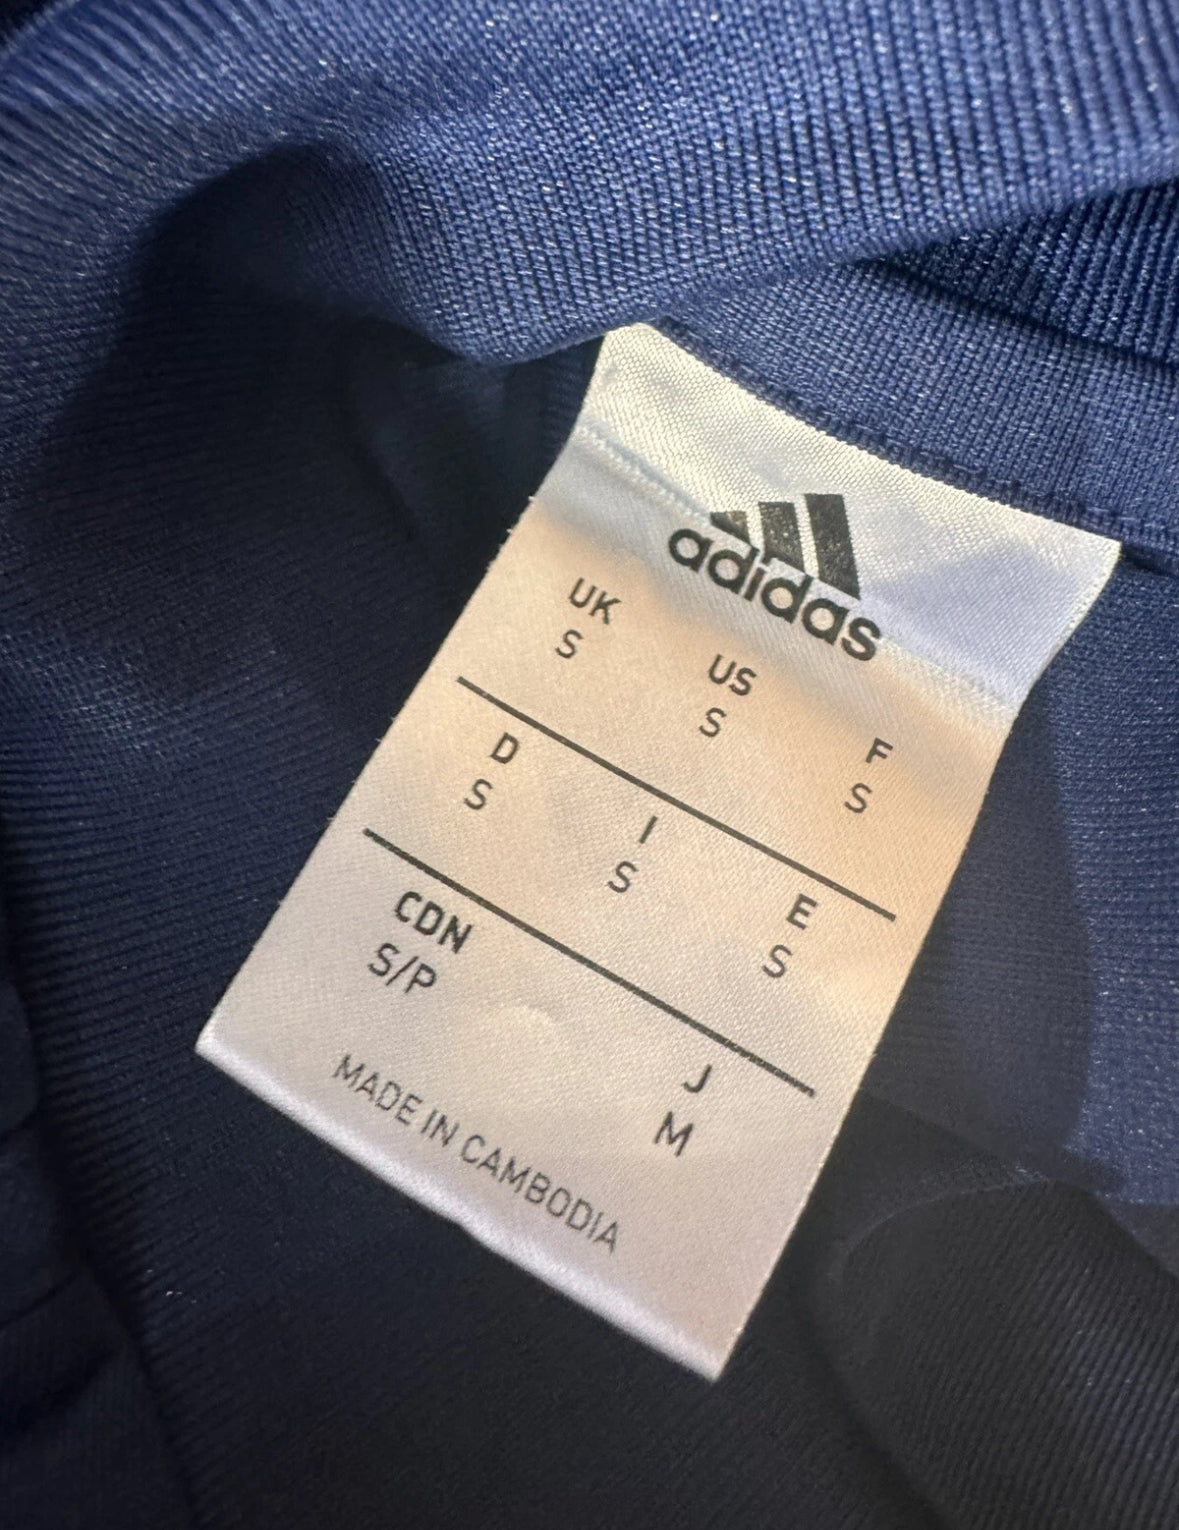 adidas
UK US F
S S S
D I E
S S S
CDN J
S/P M
MADE IN CAMBODIA